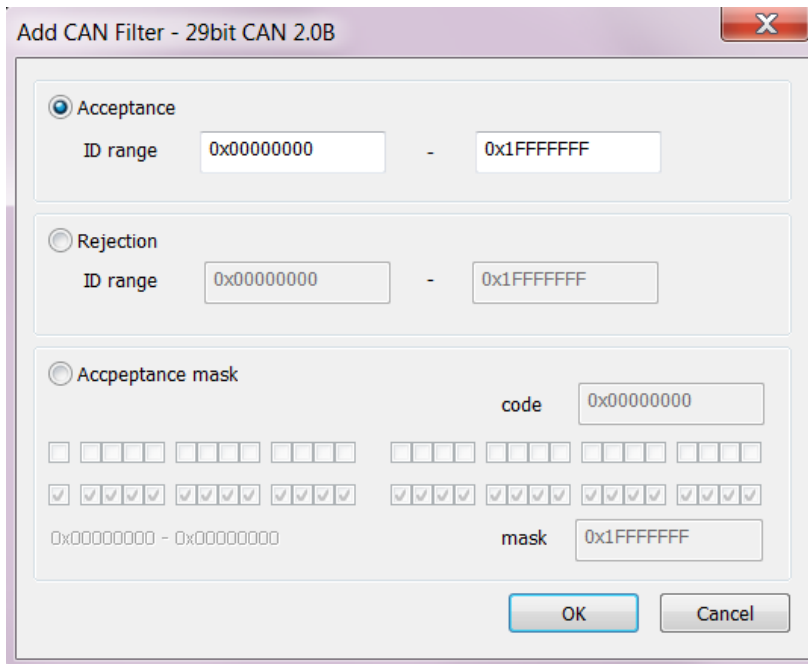 Add CAN Filter - 29bit CAN 2.0B
Acceptance
ID range 0x00000000 - 0x1FFFFFFF
Rejection
ID range 0x00000000 - 0x1FFFFFFF
Accpeptance mask
code 0x00000000
0x00000000 - 0x00000000 mask 0x1FFFFFFF
OK Cancel